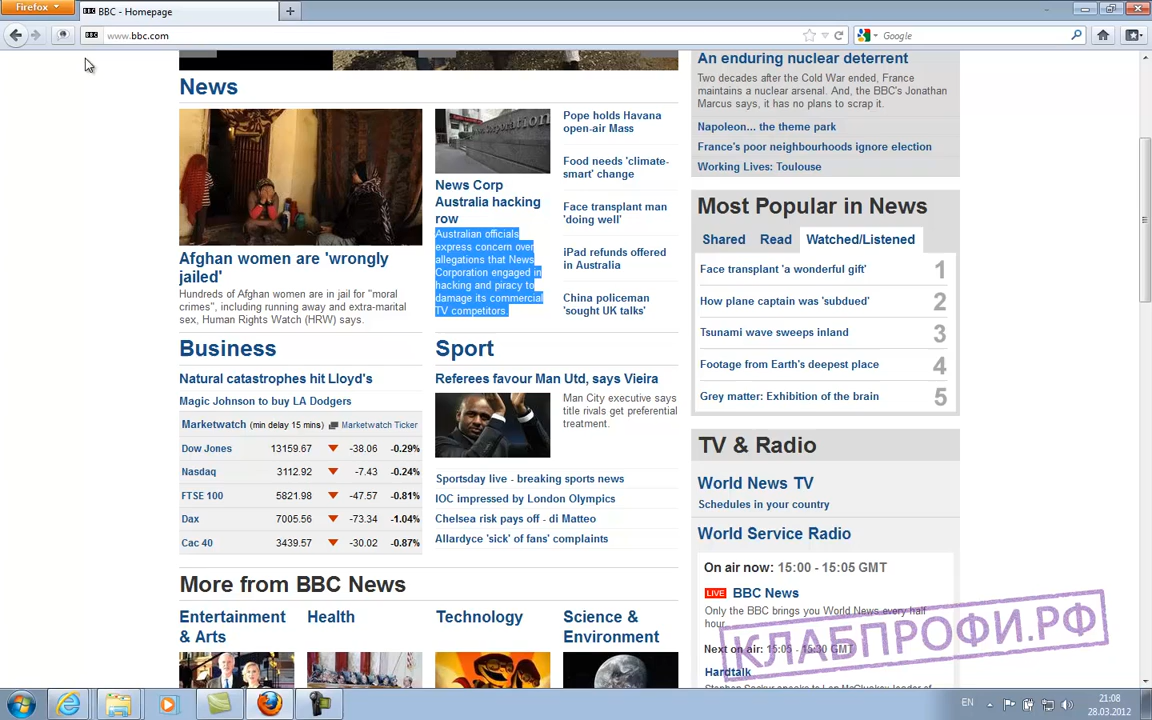 Firefox
BBC - Homepage
www.bbc.com
Google
News
Afghan women are 'wrongly
jailed'
Hundreds of Afghan women are in jail for "moral
crimes", including running away and extra-marital
sex, Human Rights Watch (HRW) says.
News Corp
Australia hacking
row
Australian officials
express concern over
allegations that News
Corporation engaged in
hacking and piracy to
damage its commercial
TV competitors.
Pope holds Havana
open-air Mass
Food needs 'climate-
smart' change
Face transplant man
'doing well'
iPad refunds offered
in Australia
China policeman
'sought UK talks'
Business
Natural catastrophes hit Lloyd's
Magic Johnson to buy LA Dodgers
Marketwatch (min delay 15 mins) Marketwatch Ticker
Dow Jones 13159.67 -38.06 -0.29%
Nasdaq 3112.92 -7.43 -0.24%
FTSE 100 5821.98 -47.57 -0.81%
Dax 7005.56 -73.34 -1.04%
Cac 40 3439.57 -30.02 -0.87%
Sport
Referees favour Man Utd, says Vieira
Man City executive says
title rivals get preferential
treatment.
Sportsday live - breaking sports news
IOC impressed by London Olympics
Chelsea risk pays off - di Matteo
Allardyce 'sick' of fans' complaints
More from BBC News
Entertainment
& Arts
Health
Technology
Science &
Environment
An enduring nuclear deterrent
Two decades after the Cold War ended, France
maintains a nuclear arsenal. And, the BBC's Jonathan
Marcus says, it has no plans to scrap it.
Napoleon... the theme park
France's poor neighbourhoods ignore election
Working Lives: Toulouse
Most Popular in News
Shared Read Watched/Listened
Face transplant 'a wonderful gift' 1
How plane captain was 'subdued' 2
Tsunami wave sweeps inland 3
Footage from Earth's deepest place 4
Grey matter: Exhibition of the brain 5
TV & Radio
World News TV
Schedules in your country
World Service Radio
On air now: 15:00 - 15:05 GMT
LIVE BBC News
Only the BBC brings you World News every half
hour
Next on air: 15:05 - 15:30 GMT
Hardtalk
КЛАБПРОФИ.РФ
EN
21:08
28.03.2012